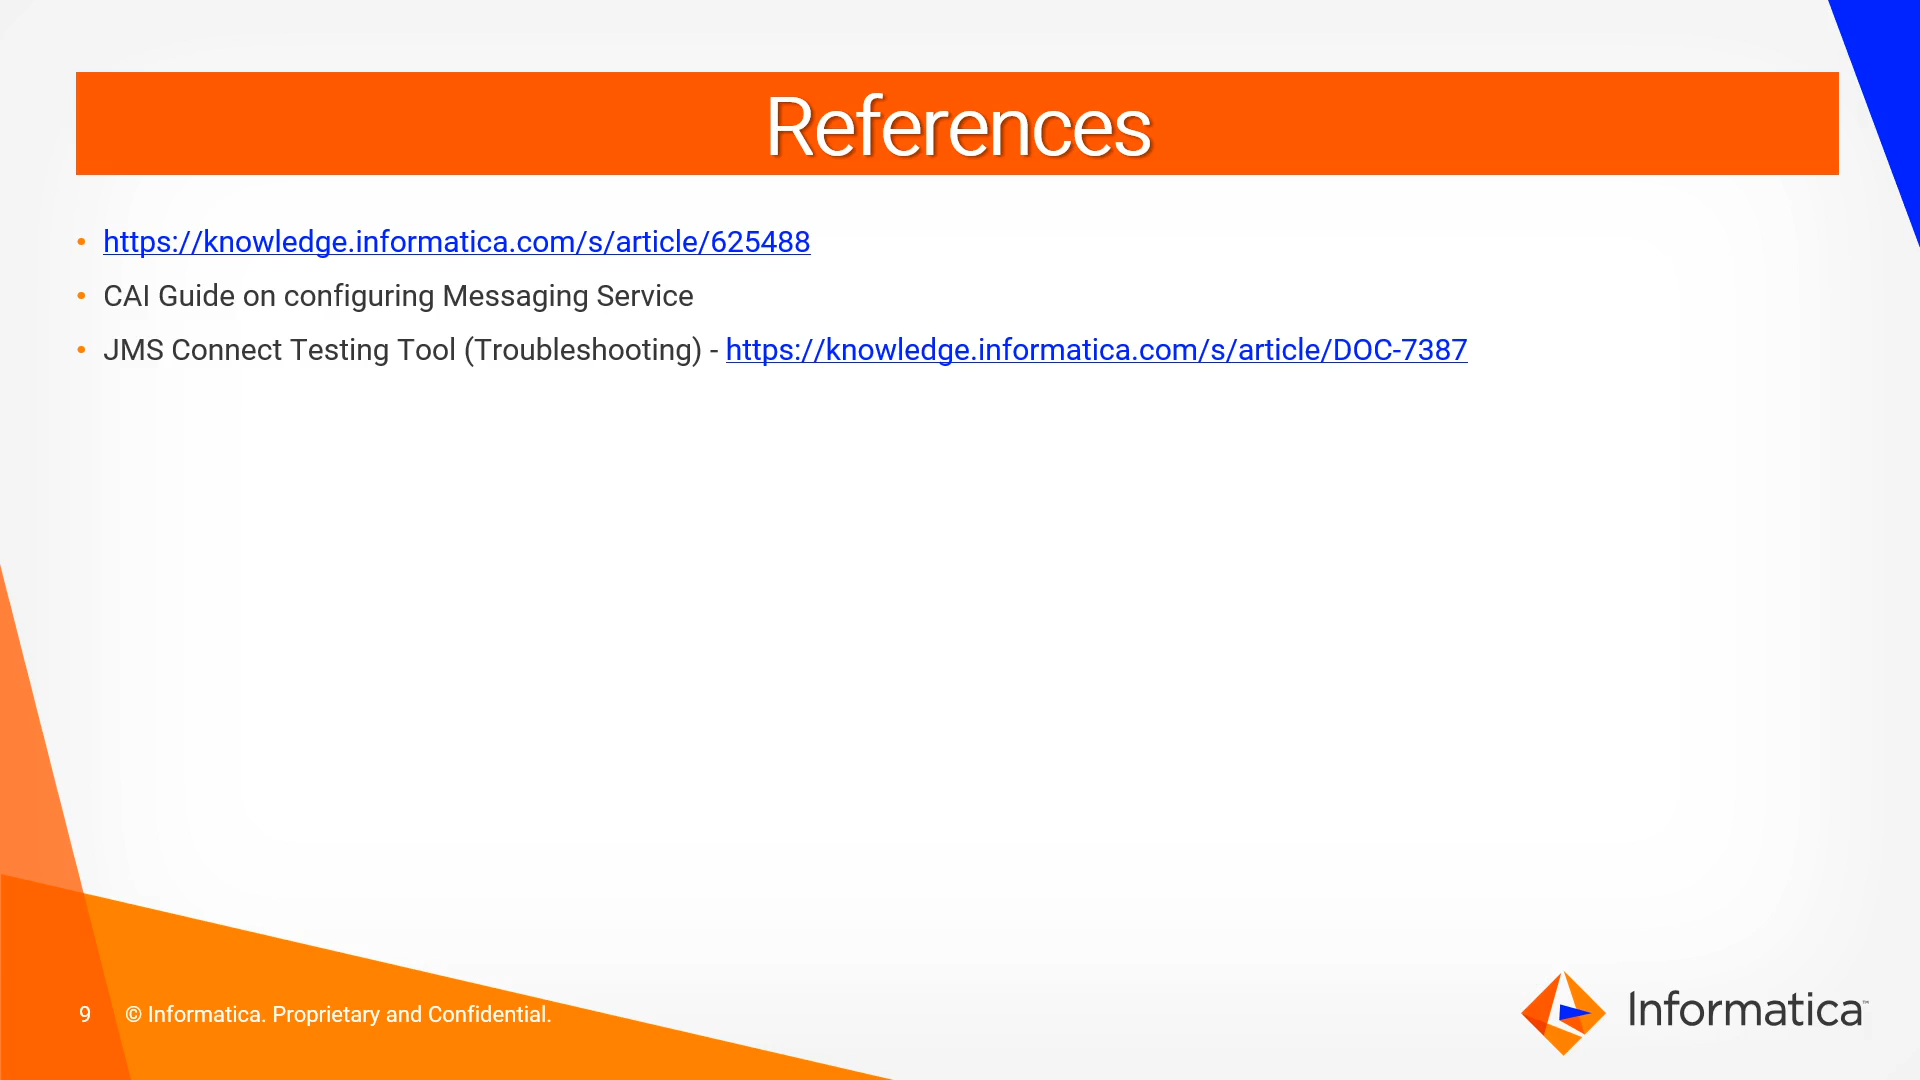 References
• https://knowledge.informatica.com/s/article/625488
• CAI Guide on configuring Messaging Service
• JMS Connect Testing Tool (Troubleshooting) - https://knowledge.informatica.com/s/article/DOC-7387
9 © Informatica. Proprietary and Confidential.
Informatica™